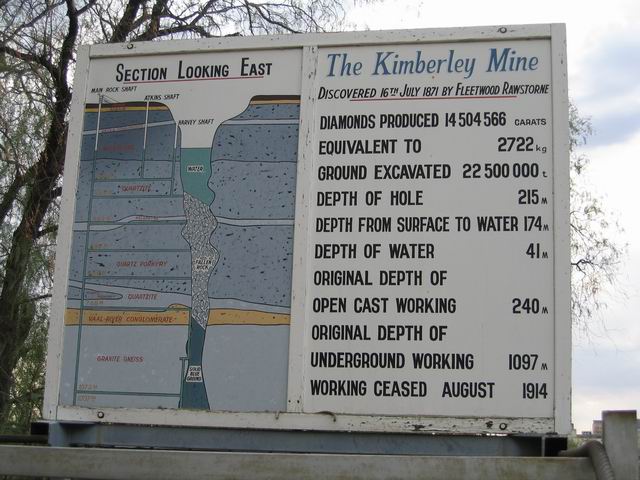 SECTION LOOKING EAST
MAIN ROCK SHAFT
ATKINS SHAFT
HARVEY SHAFT
WATER
QUARTZITE
FALLEN
ROCK
QUARTZ PORPHYRY
QUARTZITE
VAAL-RIVER CONGLOMERATE
GRANITE GNEISS
SOLID
BLUE
GROUND
The Kimberley Mine
DISCOVERED 16TH JULY 1871 BY FLEETWOOD RAWSTORNE
DIAMONDS PRODUCED 14 504 566 CARATS
EQUIVALENT TO 2722 kg
GROUND EXCAVATED 22 500 000 t
DEPTH OF HOLE 215 M
DEPTH FROM SURFACE TO WATER 174 M
DEPTH OF WATER 41 M
ORIGINAL DEPTH OF
OPEN CAST WORKING 240 M
ORIGINAL DEPTH OF
UNDERGROUND WORKING 1097 M
WORKING CEASED AUGUST 1914